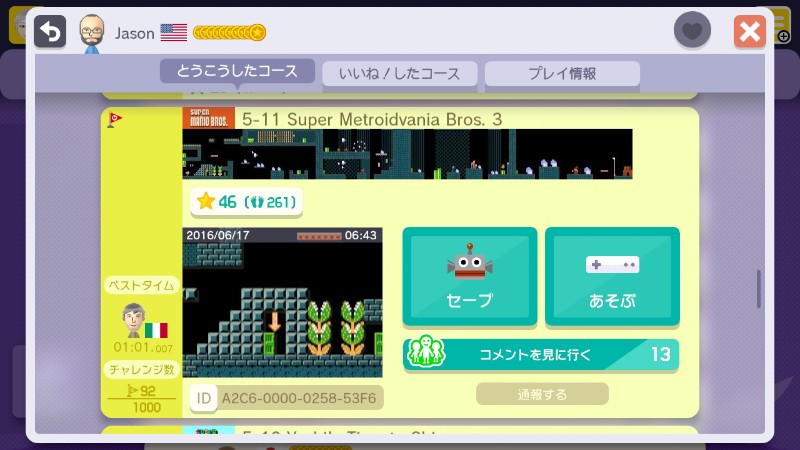 Jason
とうこうしたコース
いいね！したコース
プレイ情報
SUPER
MARIO BROS.
5-11 Super Metroidvania Bros. 3
46 (261)
2016/06/17
06:43
ベストタイム
01:01.007
チャレンジ数
92
1000
セーブ
あそぶ
コメントを見に行く 13
ID A2C6-0000-0258-53F6
通報する